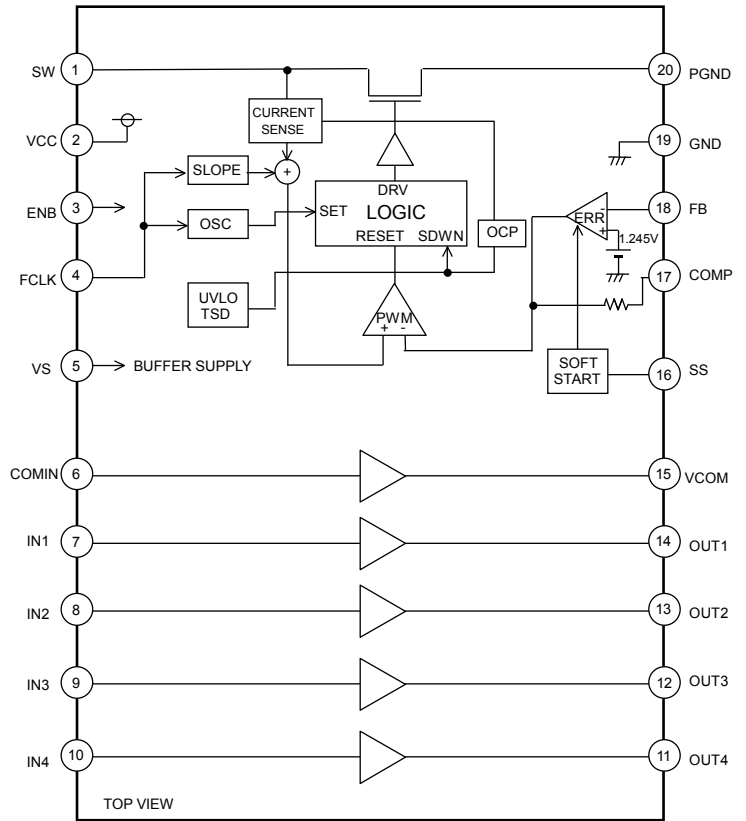 SW 1
20 PGND
CURRENT
SENSE
VCC 2
19 GND
SLOPE
+
DRV
ENB 3
SET LOGIC
OSC
RESET SDWN
OCP
-
ERR
+
18 FB
1.245V
FCLK 4
17 COMP
UVLO
TSD
PWM
+ -
VS 5
BUFFER SUPPLY
SOFT
START
16 SS
COMIN 6
15 VCOM
IN1 7
14 OUT1
IN2 8
13 OUT2
IN3 9
12 OUT3
IN4 10
11 OUT4
TOP VIEW